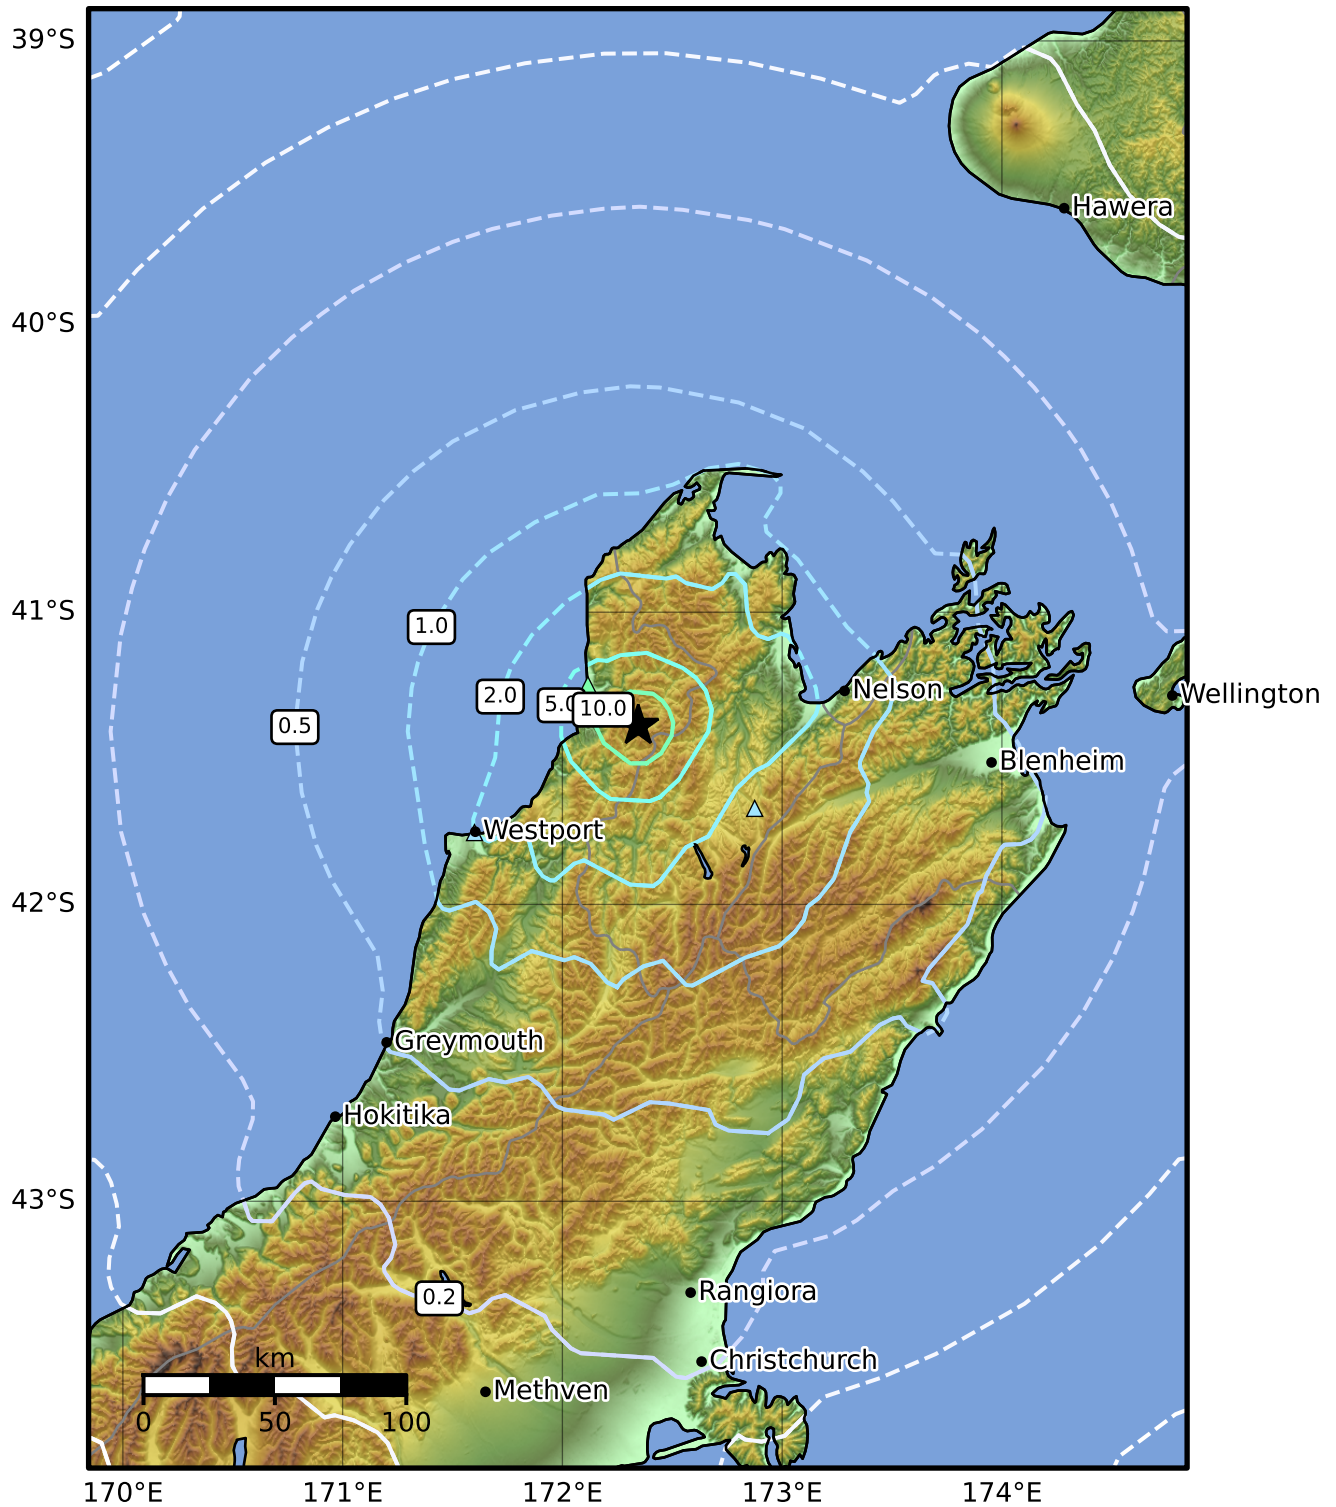 39°S
Hawera
40°S
41°S
1.0
Nelson
2.0
5.0
10.0
Wellington
0.5
Blenheim
Westport
42°S
Greymouth
Hokitika
43°S
0.2
Rangiora
km
Christchurch
Methven
0 50 100
170°E 171°E 172°E 173°E 174°E